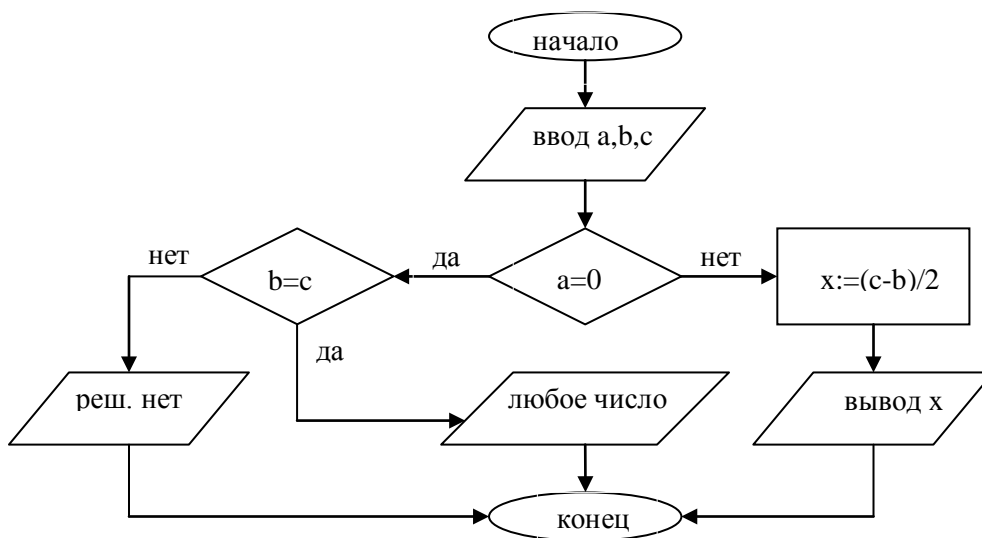 начало
ввод a,b,c
нет
да
нет
b=c
a=0
x:=(c-b)/2
да
реш. нет
любое число
вывод x
конец